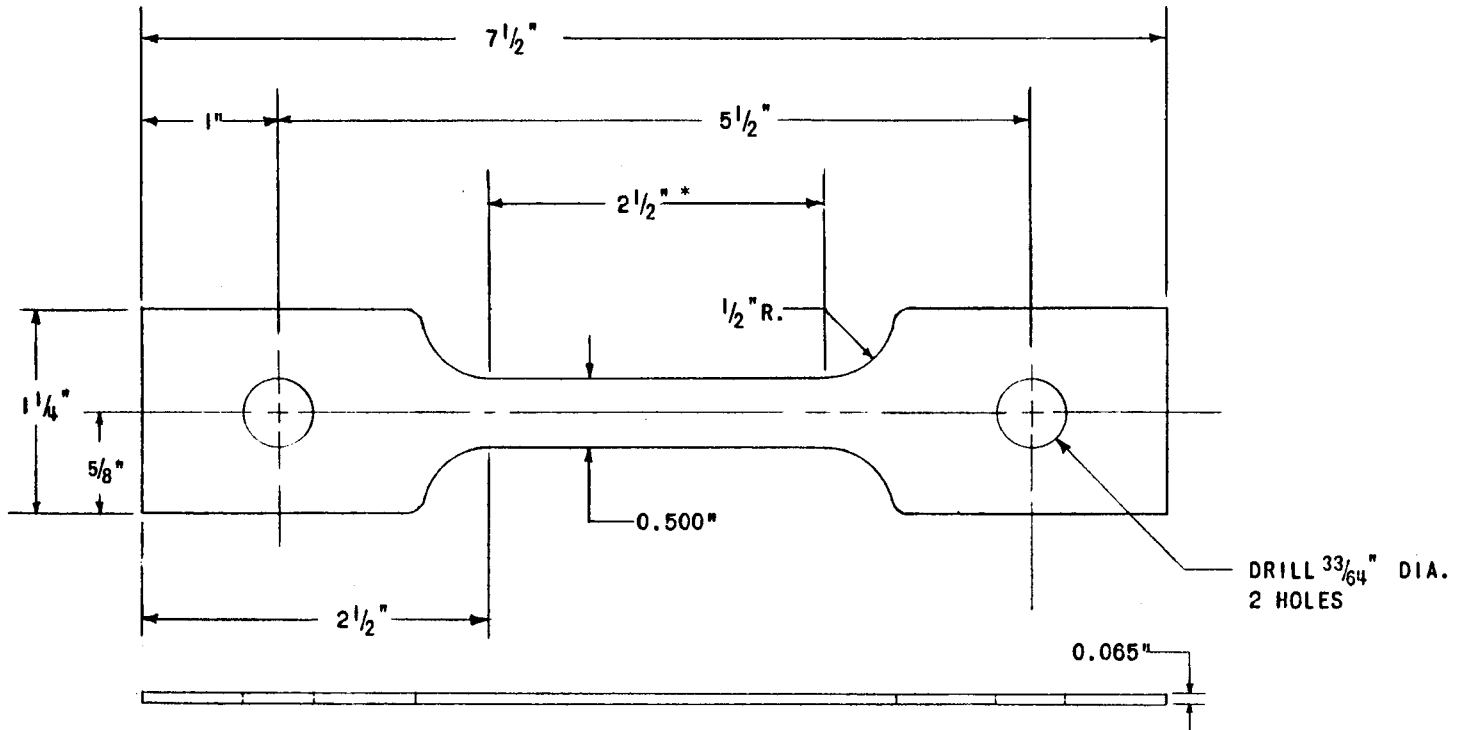 7 1/2"
1"
5 1/2"
2 1/2" *
1/2" R.
1 1/4"
5/8"
0.500"
DRILL 33/64" DIA.
2 HOLES
2 1/2"
0.065"